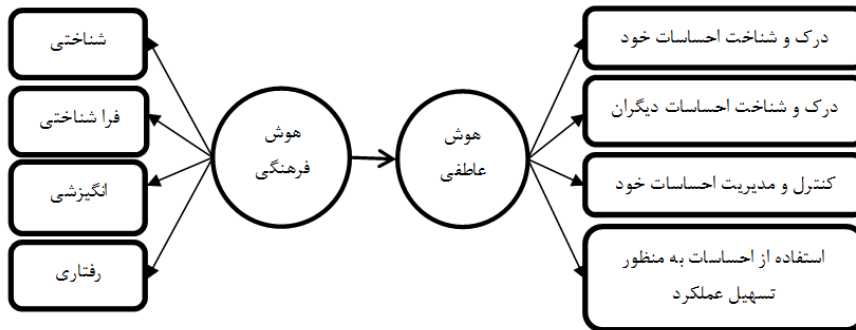 درک و شناخت احساسات خود
شناختی
درک و شناخت احساسات دیگران
فرا شناختی
هوش
عاطفی
هوش
فرهنگی
کنترل و مدیریت احساسات خود
انگیزشی
استفاده از احساسات به منظور
تسهیل عملکرد
رفتاری